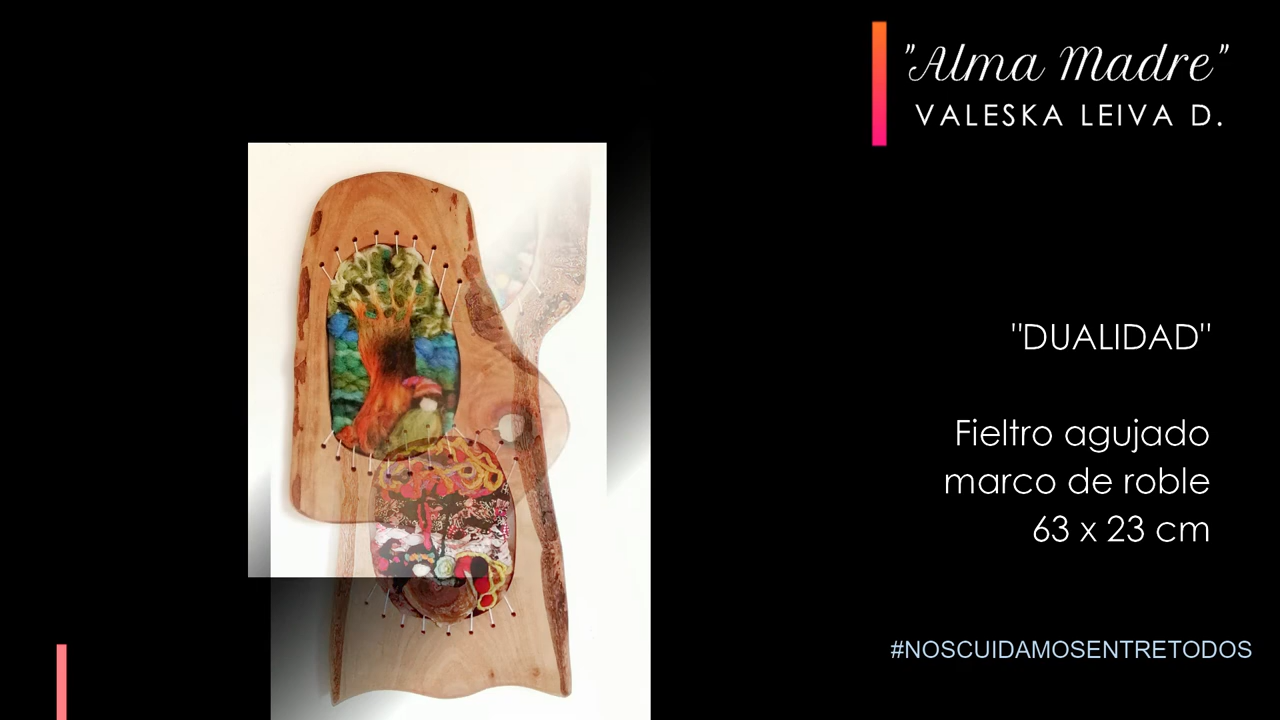 "Alma Madre"
VALESKA LEIVA D.
"DUALIDAD"
Fieltro agujado
marco de roble
63 x 23 cm
#NOSCUIDAMOSENTRETODOS